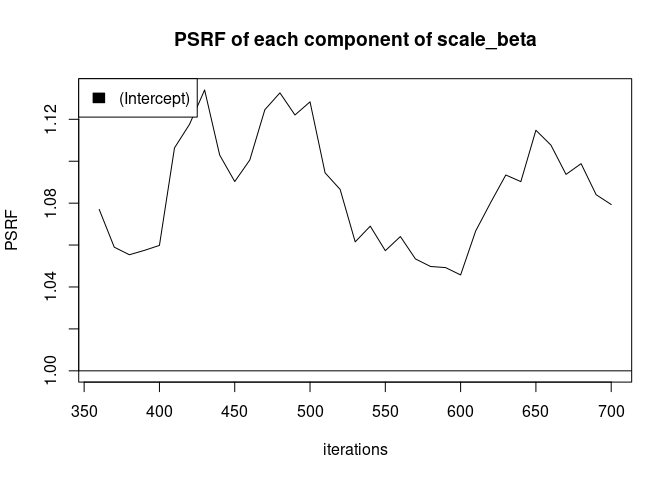 PSRF of each component of scale_beta
(Intercept)
PSRF
1.12
1.08
1.04
1.00
350 400 450 500 550 600 650 700
iterations